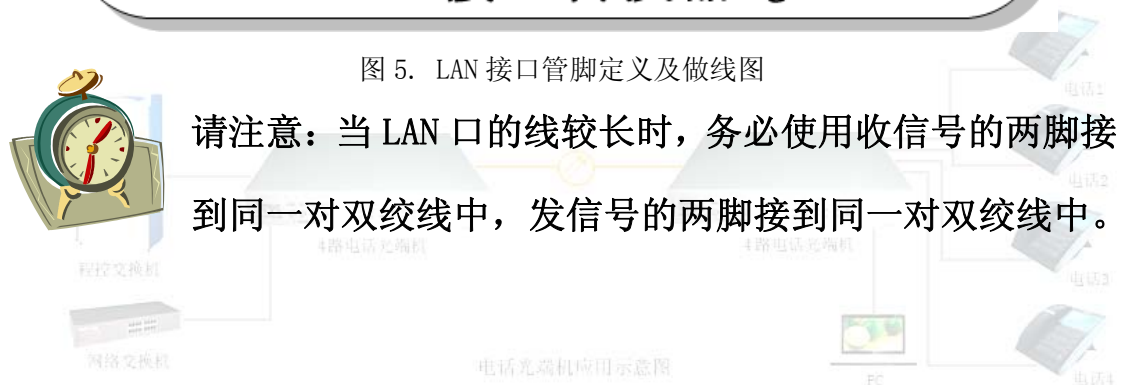 图 5. LAN 接口管脚定义及做线图
请注意：当 LAN 口的线较长时，务必使用收信号的两脚接
到同一对双绞线中，发信号的两脚接到同一对双绞线中。
电话1
电话2
4路电话光端机
4路电话光端机
程控交换机
电话3
网络交换机
电话光端机应用示意图
PC
电话4